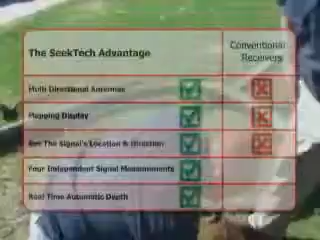 The SeekTech Advantage
Conventional
Receivers
Multi Directional Antennas
Mapping Display
See The Signal's Location & Direction
Four Independent Signal Measurements
Real Time Automatic Depth